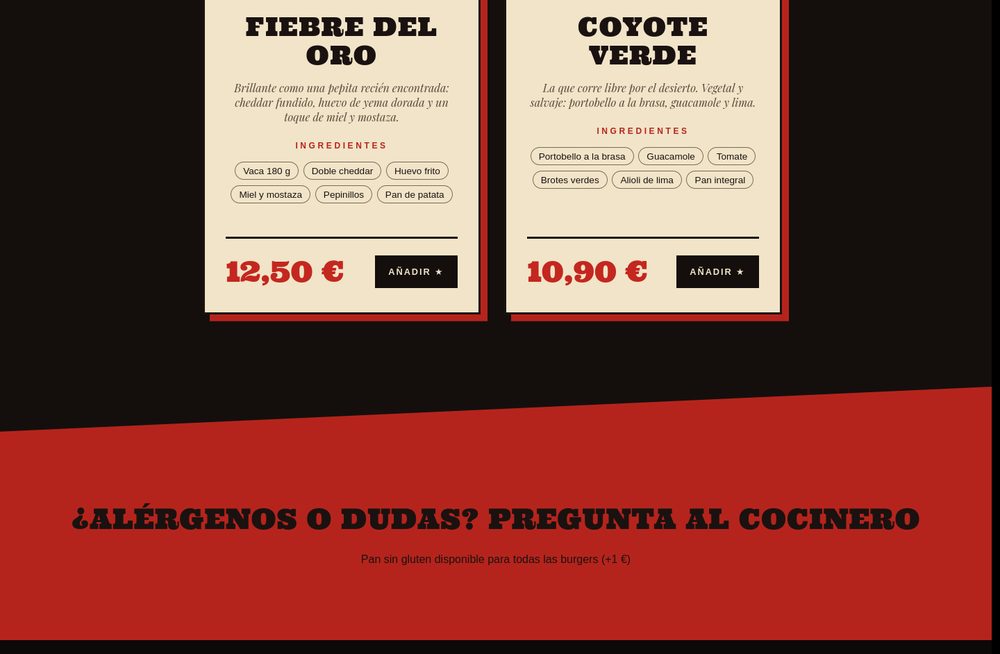 FIEBRE DEL
ORO
Brillante como una pepita recién encontrada:
cheddar fundido, huevo de yema dorada y un
toque de miel y mostaza.
INGREDIENTES
Vaca 180 g Doble cheddar Huevo frito
Miel y mostaza Pepinillos Pan de patata
12,50 € AÑADIR ★
COYOTE
VERDE
La que corre libre por el desierto. Vegetal y
salvaje: portobello a la brasa, guacamole y lima.
INGREDIENTES
Portobello a la brasa Guacamole Tomate
Brotes verdes Alioli de lima Pan integral
10,90 € AÑADIR ★
¿ALÉRGENOS O DUDAS? PREGUNTA AL COCINERO
Pan sin gluten disponible para todas las burgers (+1 €)